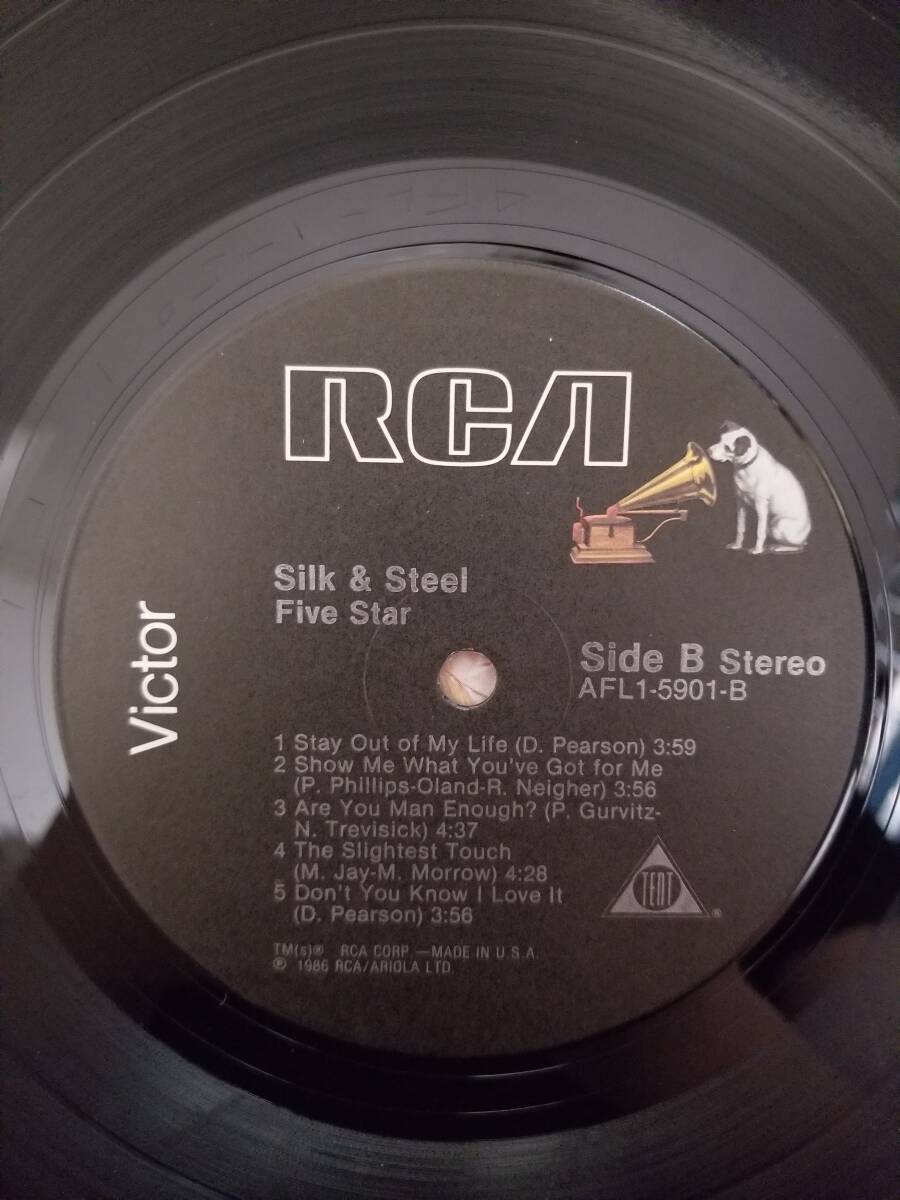 RCA
Victor
Silk & Steel
Five Star
Side B Stereo
AFL1-5901-B
1 Stay Out of My Life (D. Pearson) 3:59
2 Show Me What You've Got for Me
(P. Phillips-Oland-R. Neigher) 3:56
3 Are You Man Enough? (P. Gurvitz-
N. Trevisick) 4:37
4 The Slightest Touch
(M. Jay-M. Morrow) 4:28
5 Don't You Know I Love It
(D. Pearson) 3:56
TENT®
TM(s)® RCA CORP.—MADE IN U.S.A.
℗ 1986 RCA/ARIOLA LTD.